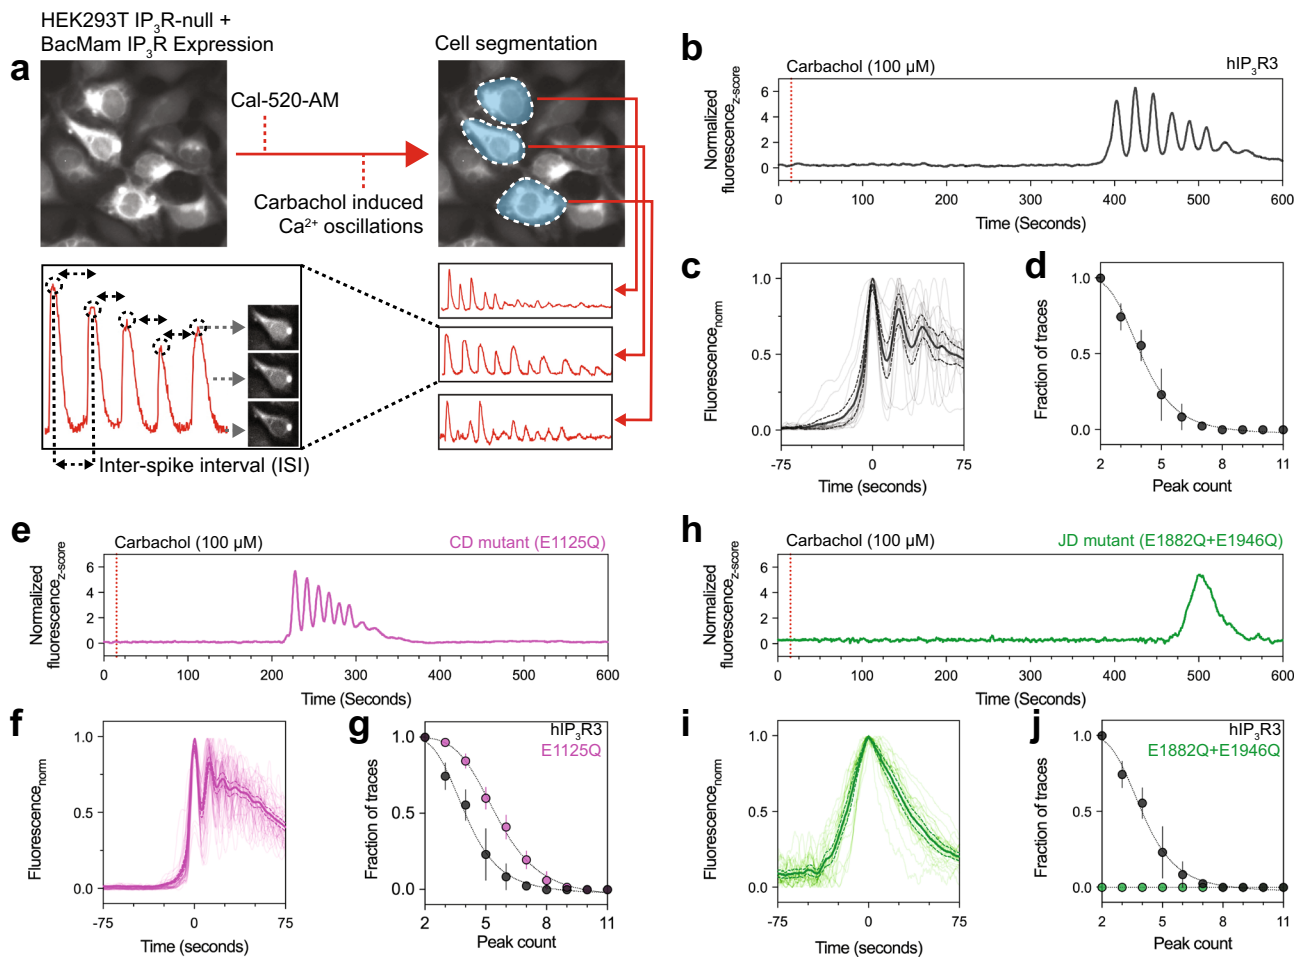 HEK293T IP3R-null +
BacMam IP3R Expression
a
Cell segmentation
Cal-520-AM
Carbachol induced
Ca2+ oscillations
Inter-spike interval (ISI)
b
Carbachol (100 µM)
hIP3R3
Normalized
fluorescencez-score
6
4
2
0
0
100
200
300
400
500
600
Time (Seconds)
c
Fluorescencenorm
1.0
0.5
0.0
-75
0
75
Time (seconds)
d
Fraction of traces
1.0
0.5
0.0
2
5
8
11
Peak count
e
Carbachol (100 µM)
CD mutant (E1125Q)
Normalized
fluorescencez-score
6
4
2
0
0
100
200
300
400
500
600
Time (Seconds)
f
Fluorescencenorm
1.0
0.5
0.0
-75
0
75
Time (seconds)
g
hIP3R3
E1125Q
Fraction of traces
1.0
0.5
0.0
2
5
8
11
Peak count
h
Carbachol (100 µM)
JD mutant (E1882Q+E1946Q)
Normalized
fluorescencez-score
6
4
2
0
0
100
200
300
400
500
600
Time (Seconds)
i
Fluorescencenorm
1.0
0.5
0.0
-75
0
75
Time (seconds)
j
hIP3R3
E1882Q+E1946Q
Fraction of traces
1.0
0.5
0.0
2
5
8
11
Peak count